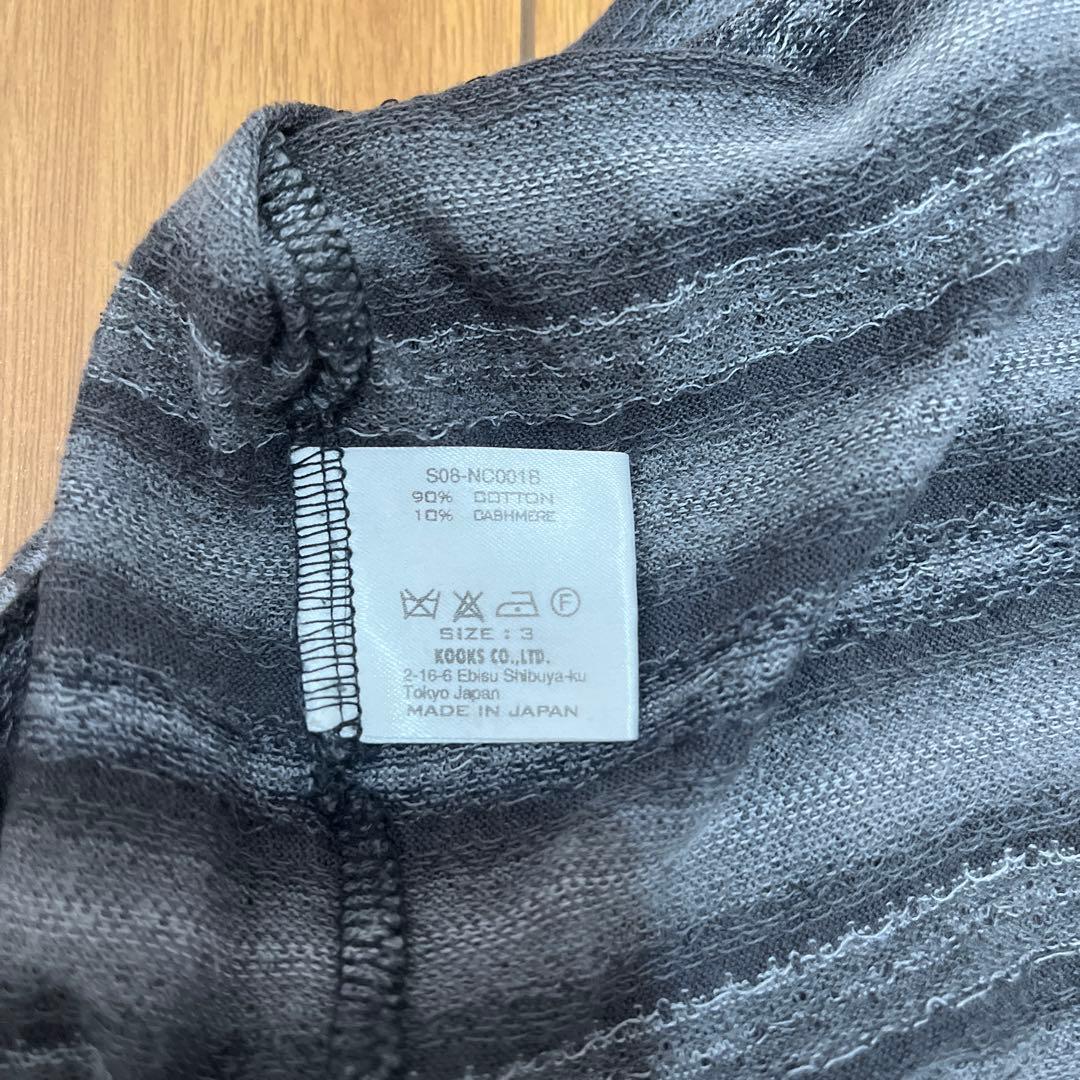 S08-NC001B
90% COTTON
10% CASHMERE
F
SIZE : 3
KOOKS CO.,LTD.
2-16-6 Ebisu Shibuya-ku
Tokyo Japan
MADE IN JAPAN